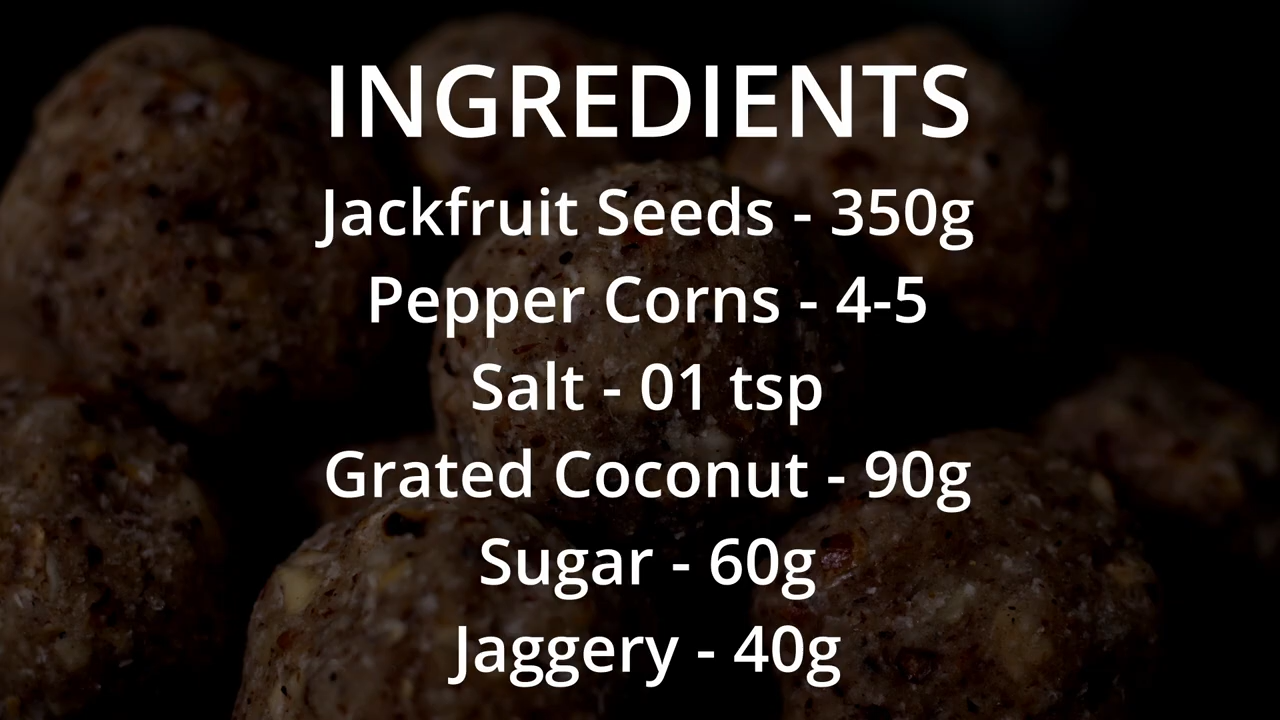 INGREDIENTS
Jackfruit Seeds - 350g
Pepper Corns - 4-5
Salt - 01 tsp
Grated Coconut - 90g
Sugar - 60g
Jaggery - 40g